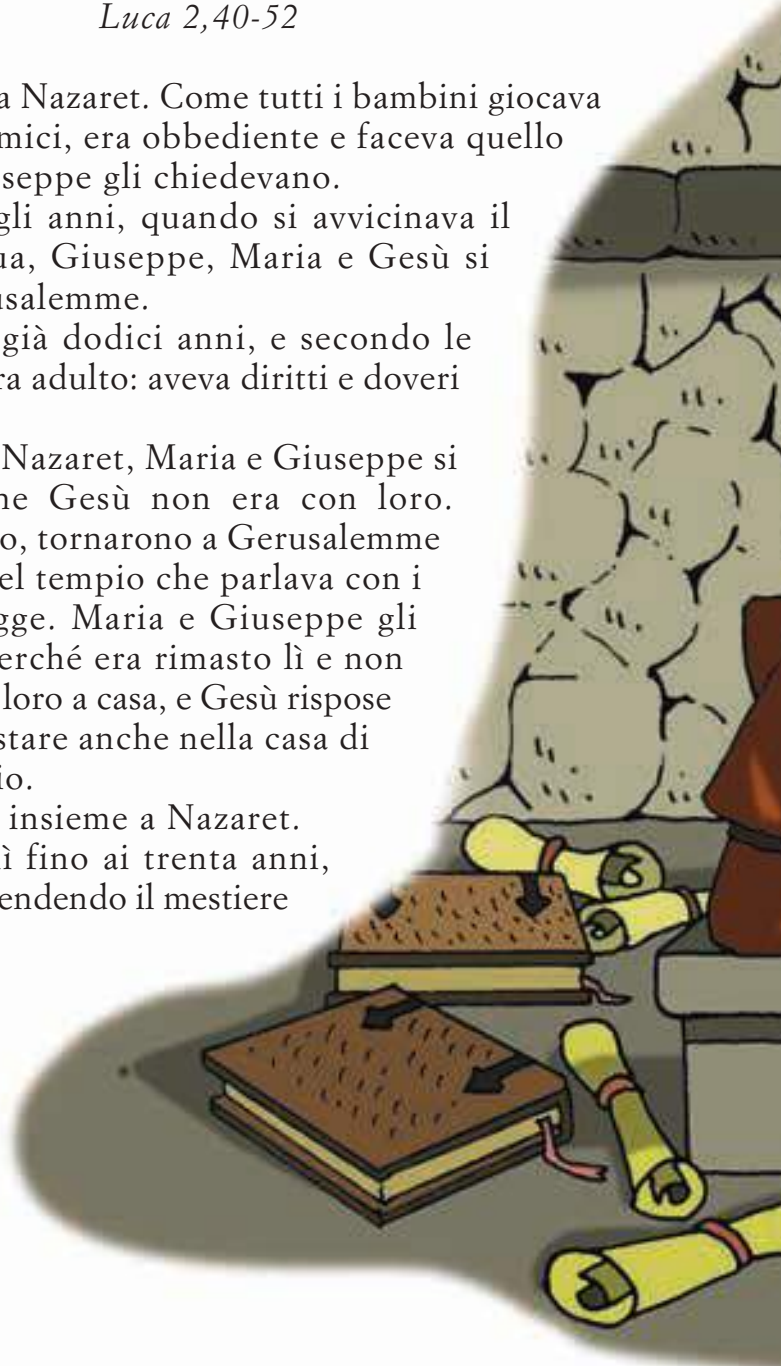 Luca 2,40-52
a Nazaret. Come tutti i bambini giocava
mici, era obbediente e faceva quello
seppe gli chiedevano.
gli anni, quando si avvicinava il
ua, Giuseppe, Maria e Gesù si
usalemme.
già dodici anni, e secondo le
ra adulto: aveva diritti e doveri
Nazaret, Maria e Giuseppe si
ne Gesù non era con loro.
o, tornarono a Gerusalemme
el tempio che parlava con i
gge. Maria e Giuseppe gli
erché era rimasto lì e non
loro a casa, e Gesù rispose
stare anche nella casa di
io.
insieme a Nazaret.
ì fino ai trenta anni,
endendo il mestiere